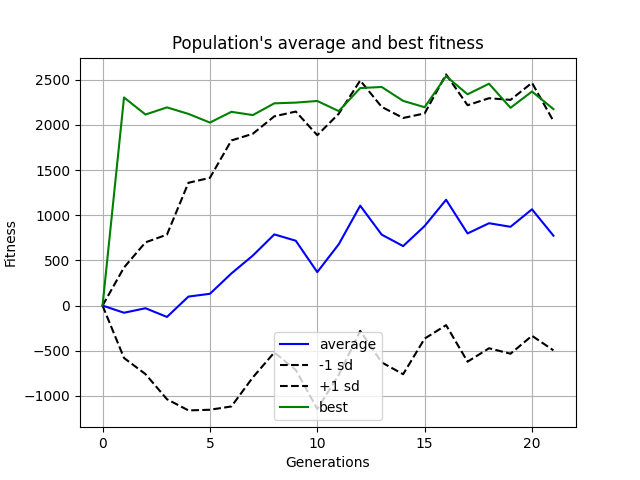 Population's average and best fitness
Fitness
2500
2000
1500
1000
500
0
−500
−1000
average
-1 sd
+1 sd
best
0 5 10 15 20
Generations